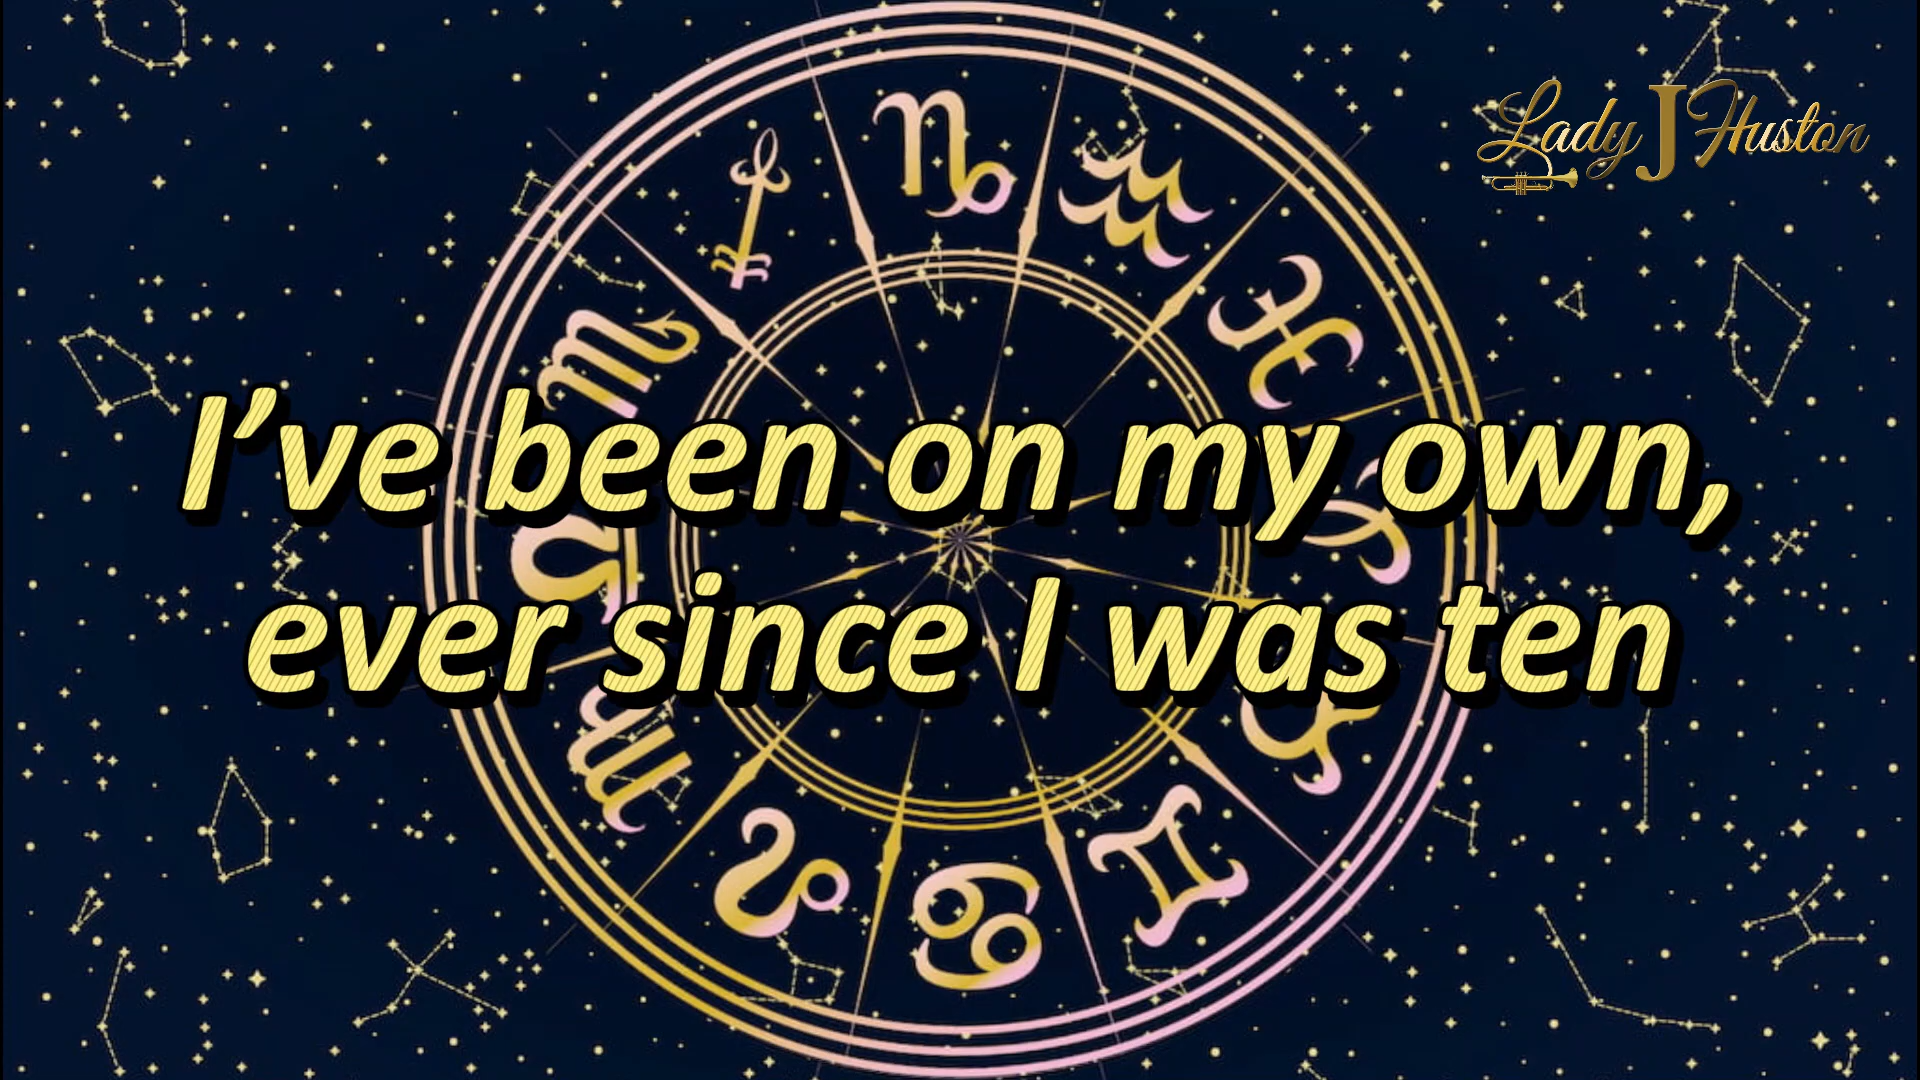 Lady J Huston
I’ve been on my own,
ever since I was ten